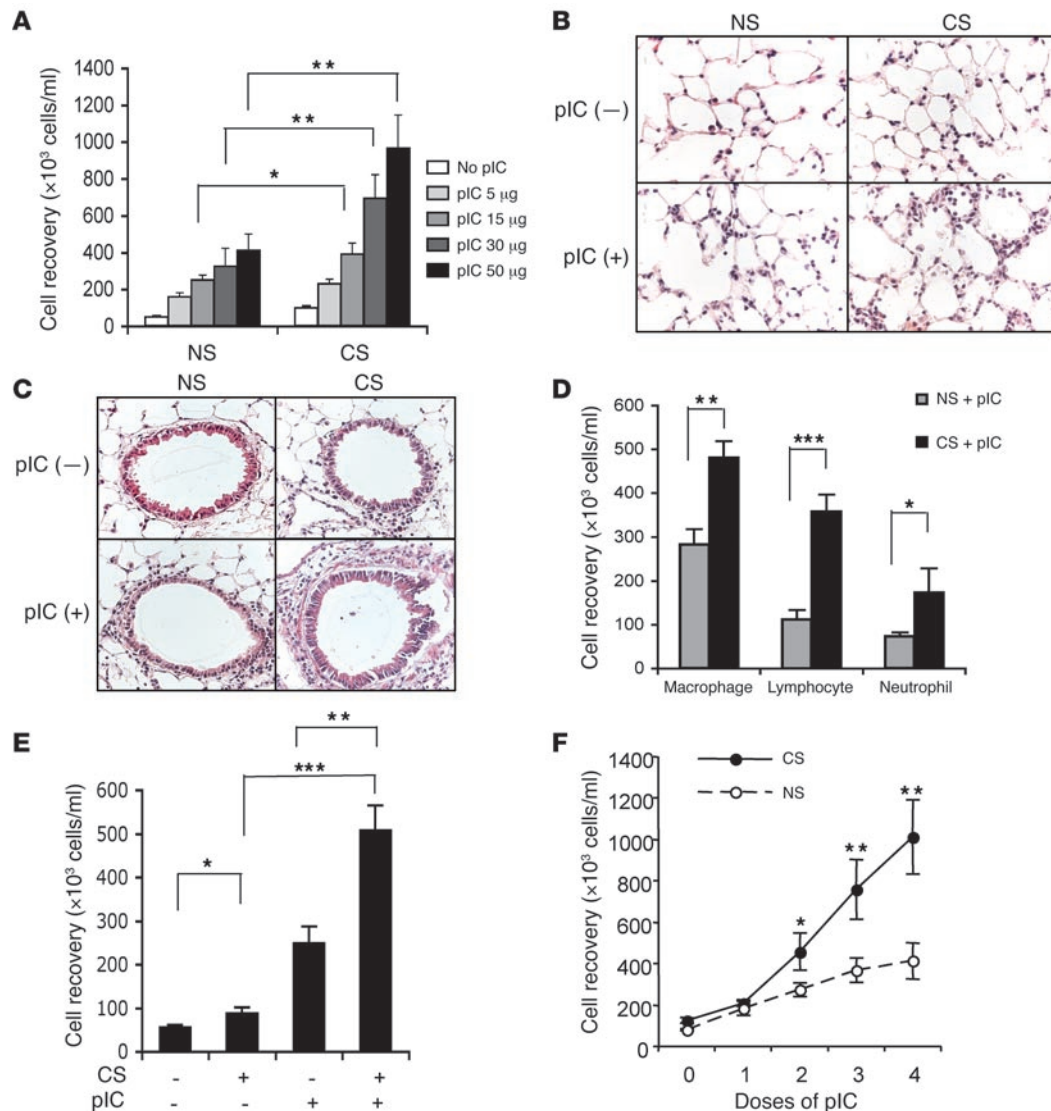 A
Cell recovery (×10³ cells/ml)
1400
1200
1000
800
600
400
200
0
**
**
*
No pIC
pIC 5 µg
pIC 15 µg
pIC 30 µg
pIC 50 µg
NS CS
B
NS CS
pIC (—)
pIC (+)
C
NS CS
pIC (—)
pIC (+)
D
Cell recovery (×10³ cells/ml)
600
500
400
300
200
100
0
** *** *
NS + pIC
CS + pIC
Macrophage Lymphocyte Neutrophil
E
Cell recovery (×10³ cells/ml)
600
500
400
300
200
100
0
**
***
*
CS - + - +
pIC - - + +
F
Cell recovery (×10³ cells/ml)
1400
1200
1000
800
600
400
200
0
CS
NS
* ** **
0 1 2 3 4
Doses of pIC